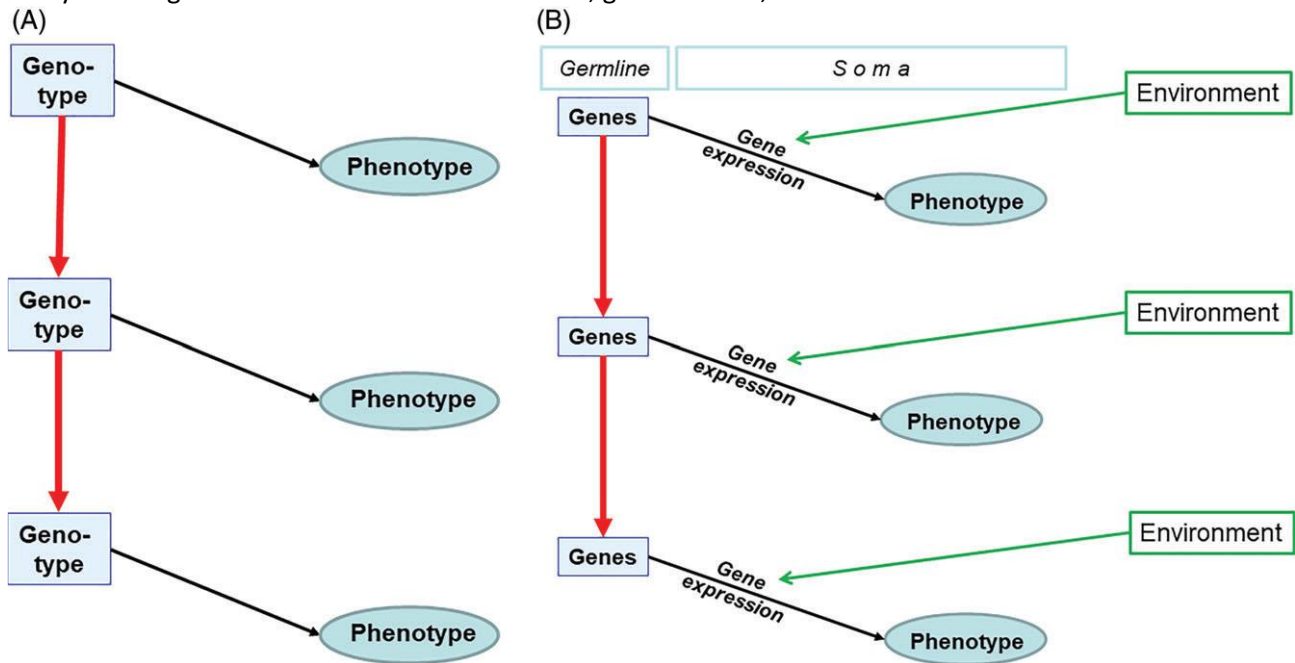 (A)
Geno-
type
Phenotype
Geno-
type
Phenotype
Geno-
type
Phenotype
(B)
Germline
Soma
Environment
Genes
Gene
expression
Phenotype
Environment
Genes
Gene
expression
Phenotype
Environment
Genes
Gene
expression
Phenotype